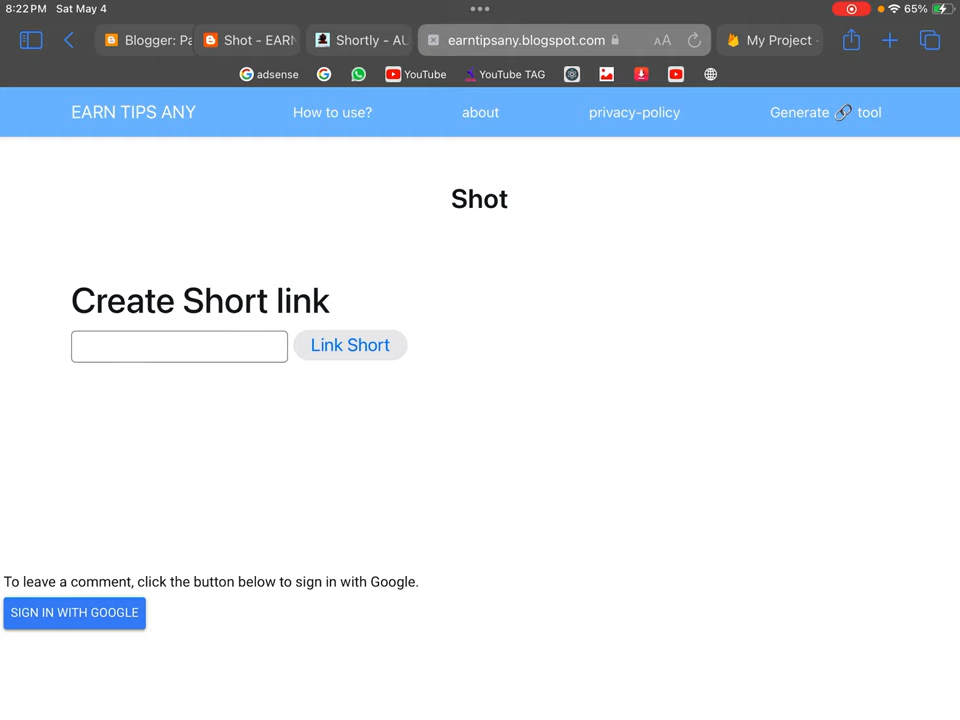 8:22 PM Sat May 4
65%
Blogger: Pa
Shot - EARN
Shortly - AU
earntipsany.blogspot.com
AA
My Project -
adsense
YouTube
YouTube TAG
EARN TIPS ANY
How to use?
about
privacy-policy
Generate 🔗 tool
Shot
Create Short link
Link Short
To leave a comment, click the button below to sign in with Google.
SIGN IN WITH GOOGLE